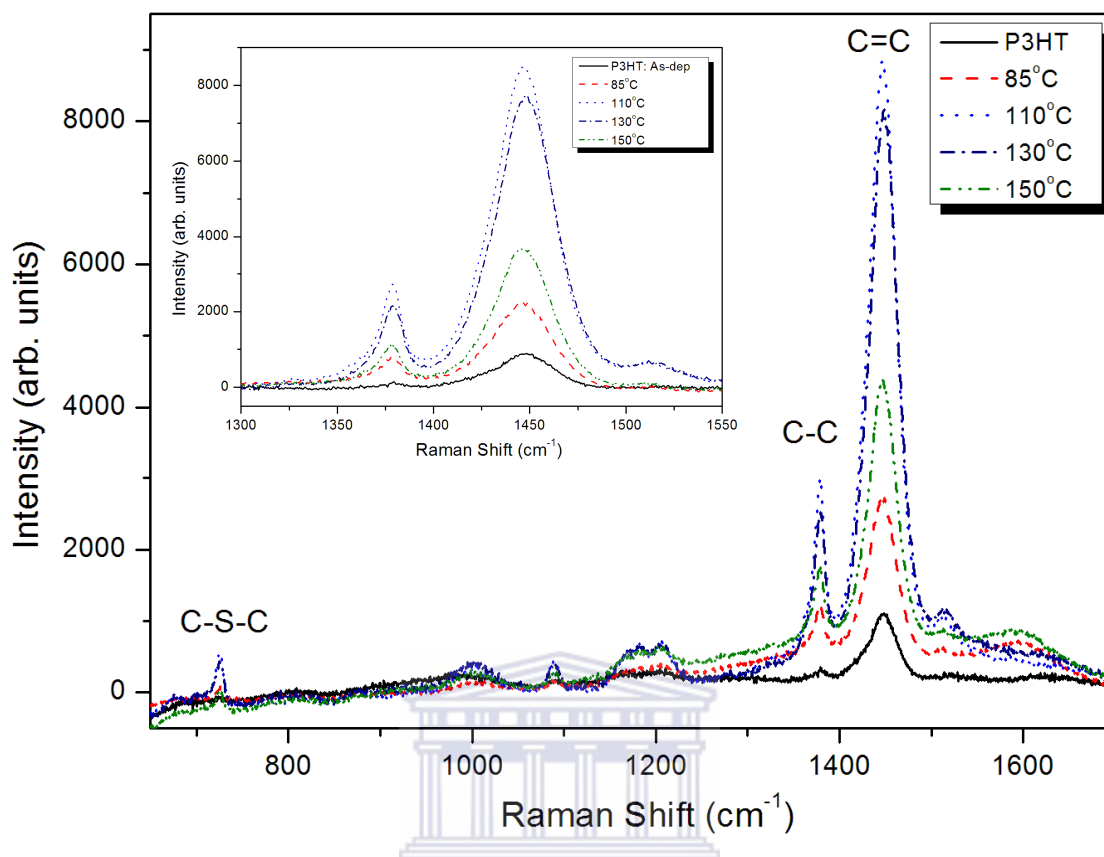 C=C
P3HT
85°C
110°C
130°C
150°C
P3HT: As-dep
85°C
110°C
130°C
150°C
8000
6000
4000
2000
0
Intensity (arb. units)
1300 1350 1400 1450 1500 1550
Raman Shift (cm⁻¹)
C-C
C-S-C
8000
6000
4000
2000
0
Intensity (arb. units)
800 1000 1200 1400 1600
Raman Shift (cm⁻¹)